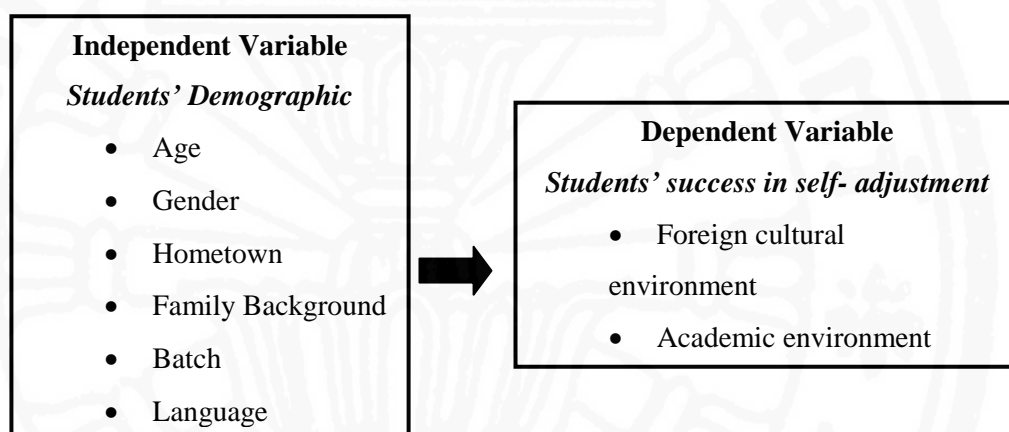 Independent Variable
Students’ Demographic
• Age
• Gender
• Hometown
• Family Background
• Batch
• Language
Dependent Variable
Students’ success in self- adjustment
• Foreign cultural
environment
• Academic environment